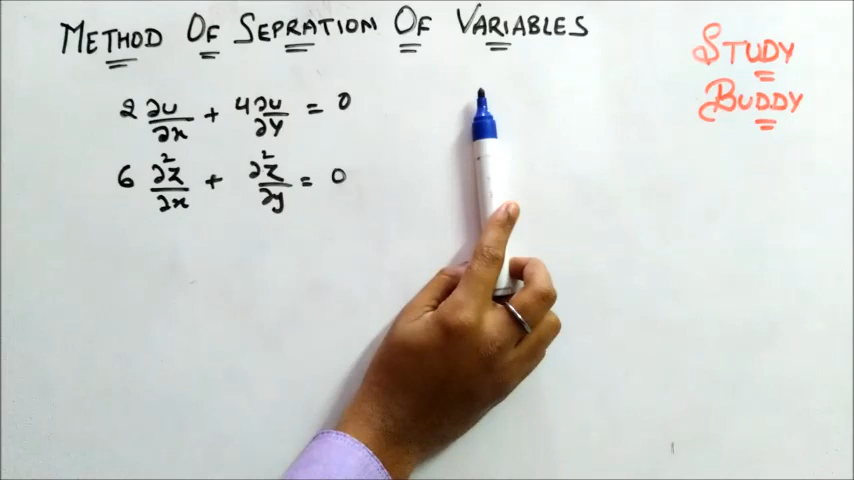 METHOD OF SEPRATION OF VARIABLES
STUDY
BUDDY
2 ∂u/∂x + 4 ∂u/∂y = 0
6 ∂²z/∂x + ∂²z/∂y = 0